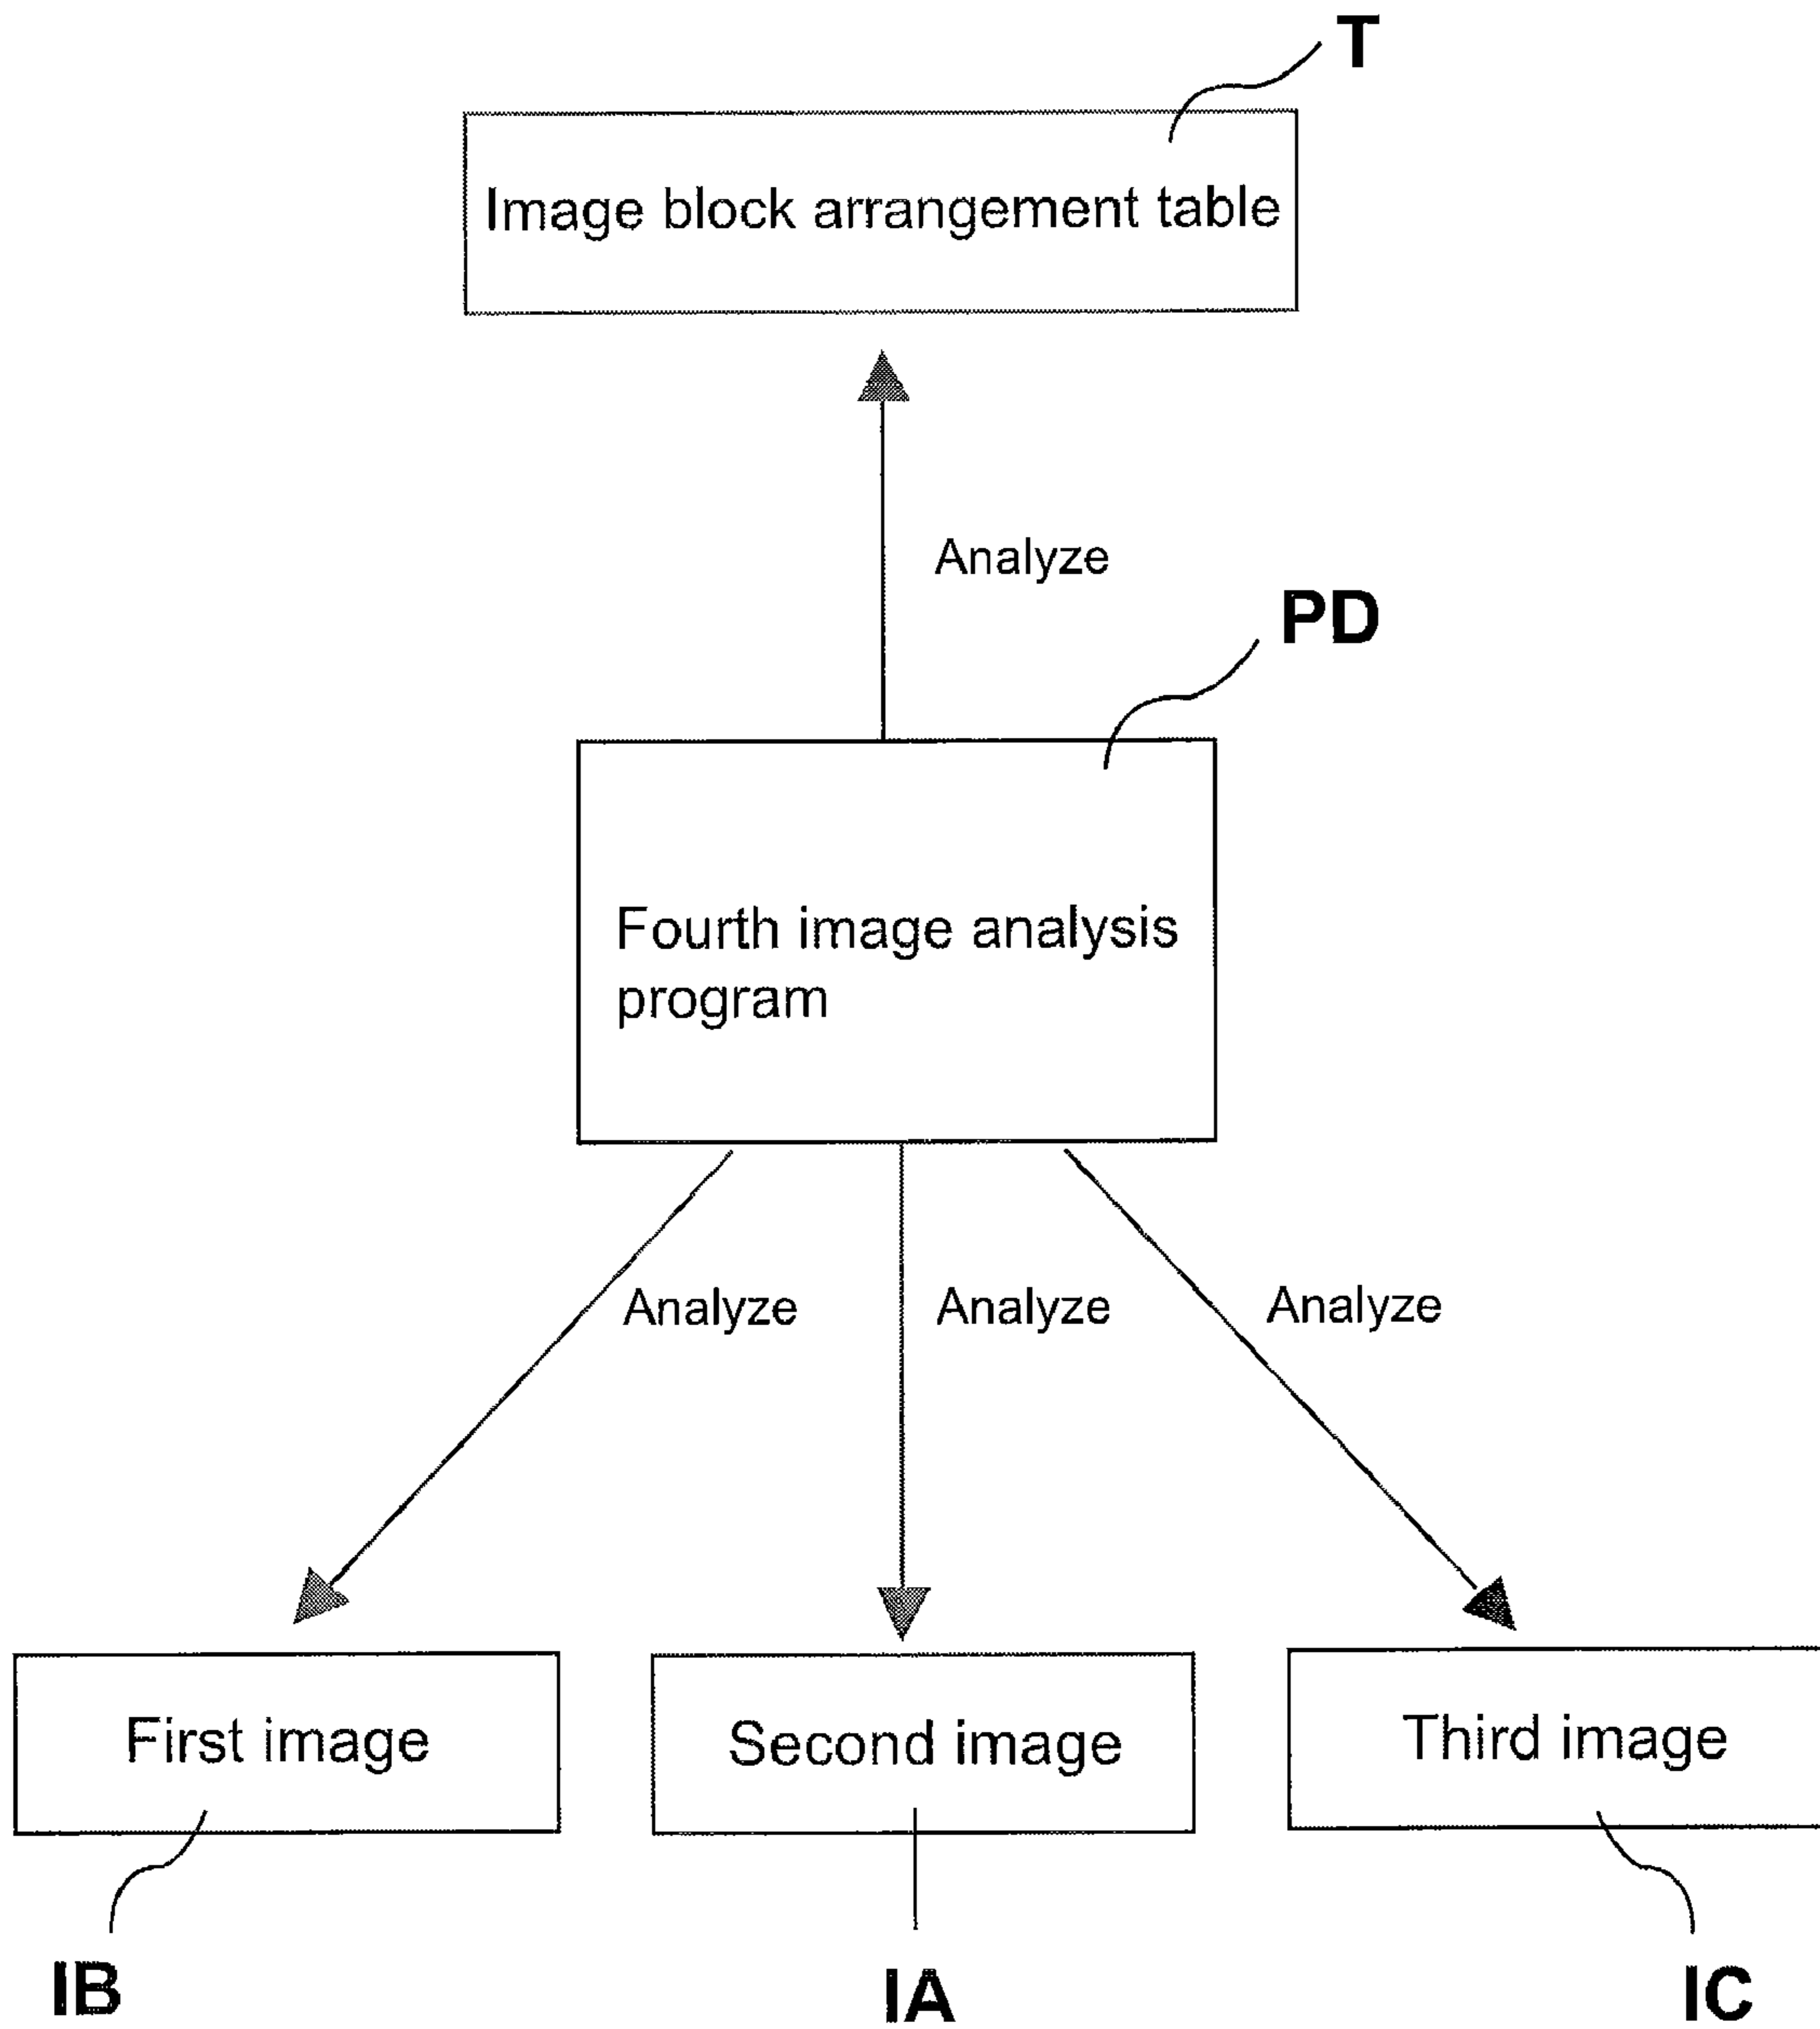 T
Image block arrangement table
Analyze
PD
Fourth image analysis
program
Analyze
Analyze
Analyze
First image
Second image
Third image
IB
IA
IC